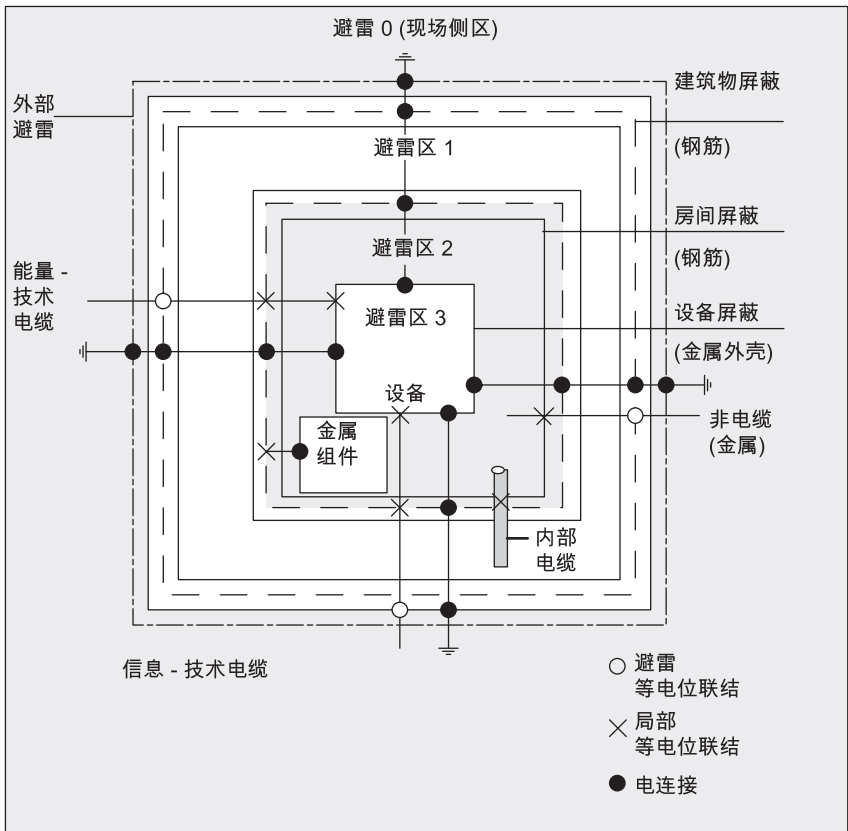 避雷 0 (现场侧区)
外部
避雷
建筑物屏蔽
(钢筋)
避雷区 1
房间屏蔽
(钢筋)
避雷区 2
能量 -
技术
电缆
避雷区 3
设备屏蔽
(金属外壳)
设备
金属
组件
非电缆
(金属)
内部
电缆
信息 - 技术电缆
避雷
等电位联结
局部
等电位联结
电连接